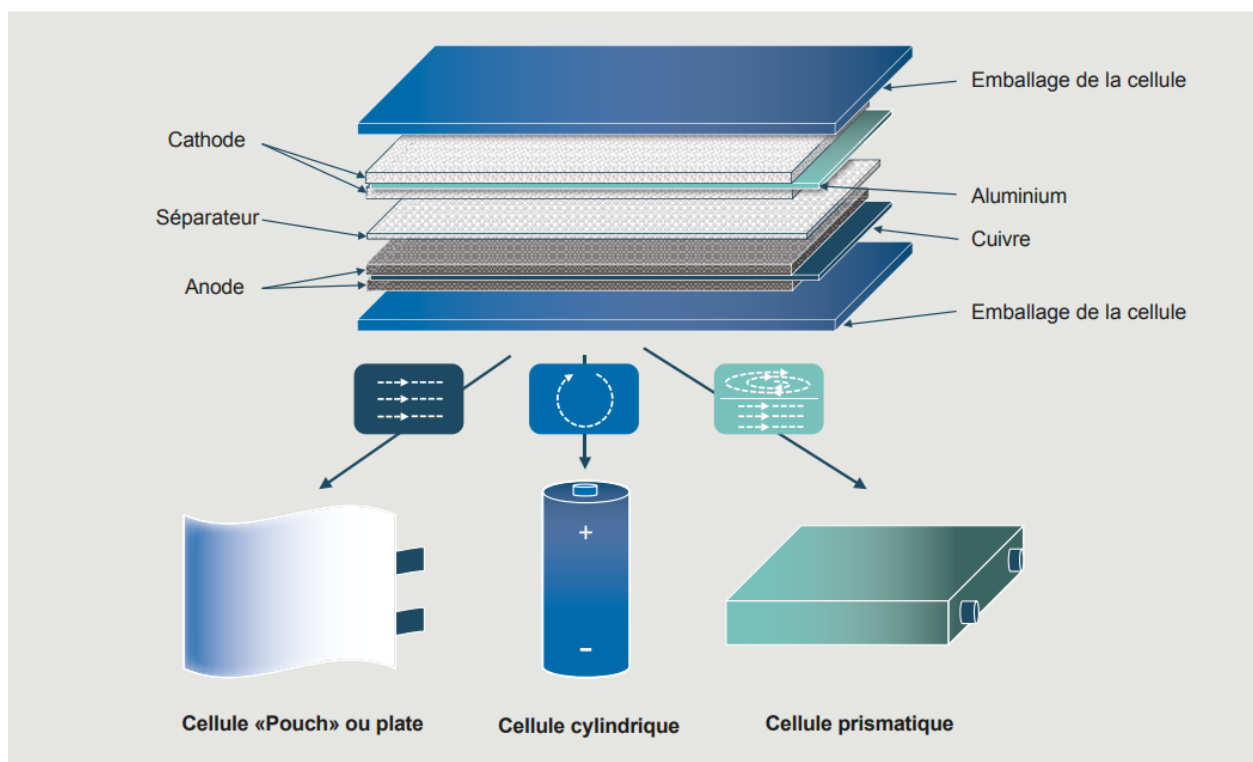 Emballage de la cellule
Cathode
Aluminium
Séparateur
Cuivre
Anode
Emballage de la cellule
+
-
Cellule «Pouch» ou plate
Cellule cylindrique
Cellule prismatique